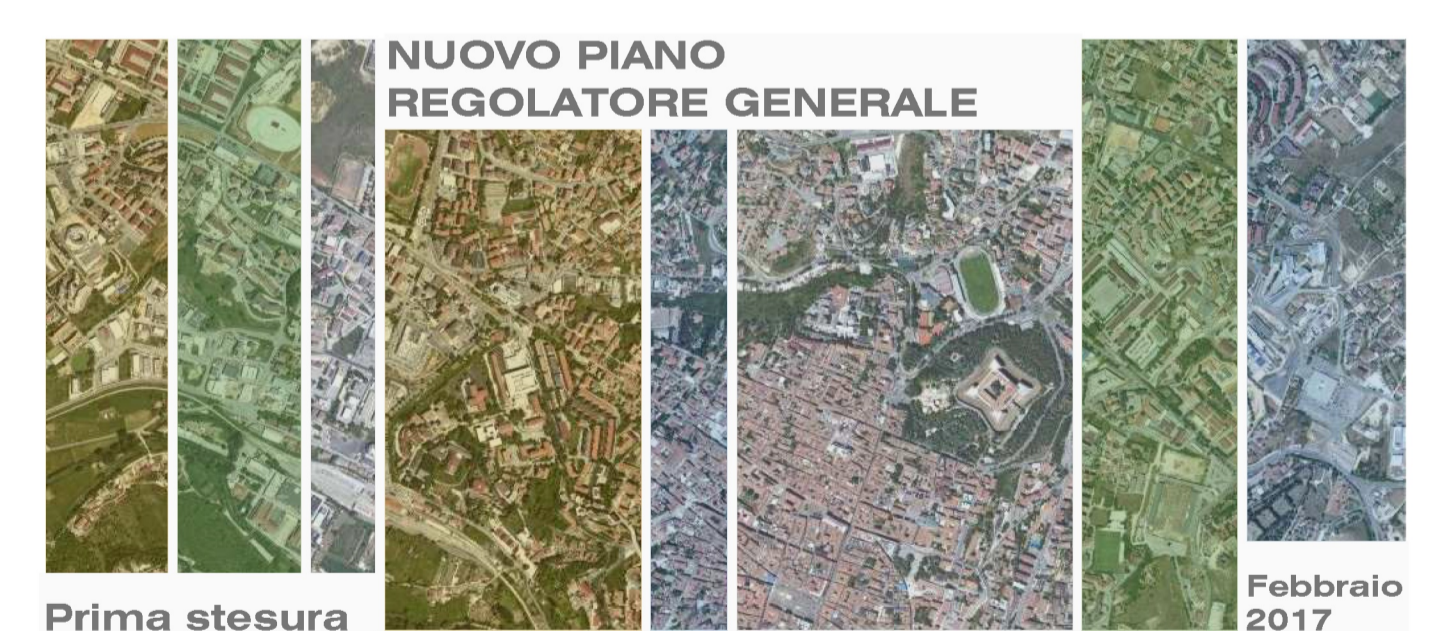 NUOVO PIANO
REGOLATORE GENERALE
Prima stesura
Febbraio
2017